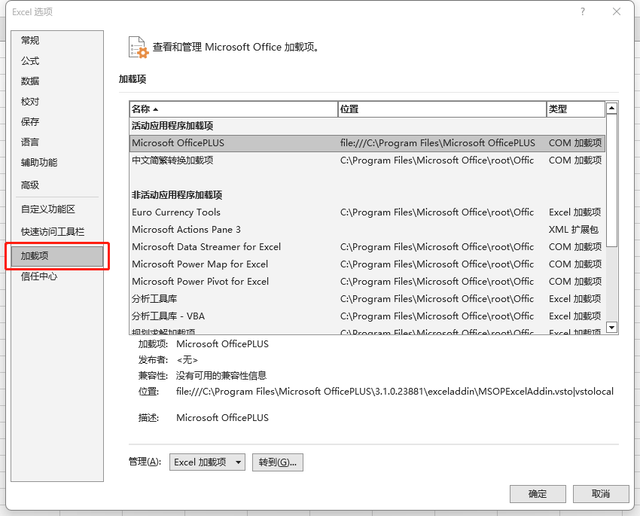 Excel 选项
常规
公式
数据
校对
保存
语言
辅助功能
高级
自定义功能区
快速访问工具栏
加载项
信任中心
查看和管理 Microsoft Office 加载项。
加载项
名称 位置 类型
活动应用程序加载项
Microsoft OfficePLUS file:///C:\Program Files\Microsoft OfficePLUS COM 加载项
中文简繁转换加载项 C:\Program Files\Microsoft Office\root\Offic COM 加载项
非活动应用程序加载项
Euro Currency Tools C:\Program Files\Microsoft Office\root\Offic Excel 加载项
Microsoft Actions Pane 3 XML 扩展包
Microsoft Data Streamer for Excel C:\Program Files\Microsoft Office\root\Offic COM 加载项
Microsoft Power Map for Excel C:\Program Files\Microsoft Office\root\Offic COM 加载项
Microsoft Power Pivot for Excel C:\Program Files\Microsoft Office\root\Offic COM 加载项
分析工具库 C:\Program Files\Microsoft Office\root\Offic Excel 加载项
分析工具库 - VBA C:\Program Files\Microsoft Office\root\Offic Excel 加载项
规划求解加载项 C:\Program Files\Microsoft Office\root\Offic Excel 加载项
加载项: Microsoft OfficePLUS
发布者: <无>
兼容性: 没有可用的兼容性信息
位置: file:///C:\Program Files\Microsoft OfficePLUS\3.1.0.23881\exceladdin\MSOPExcelAddin.vsto|vstolocal
描述: Microsoft OfficePLUS
管理(A): Excel 加载项 转到(G)...
确定 取消